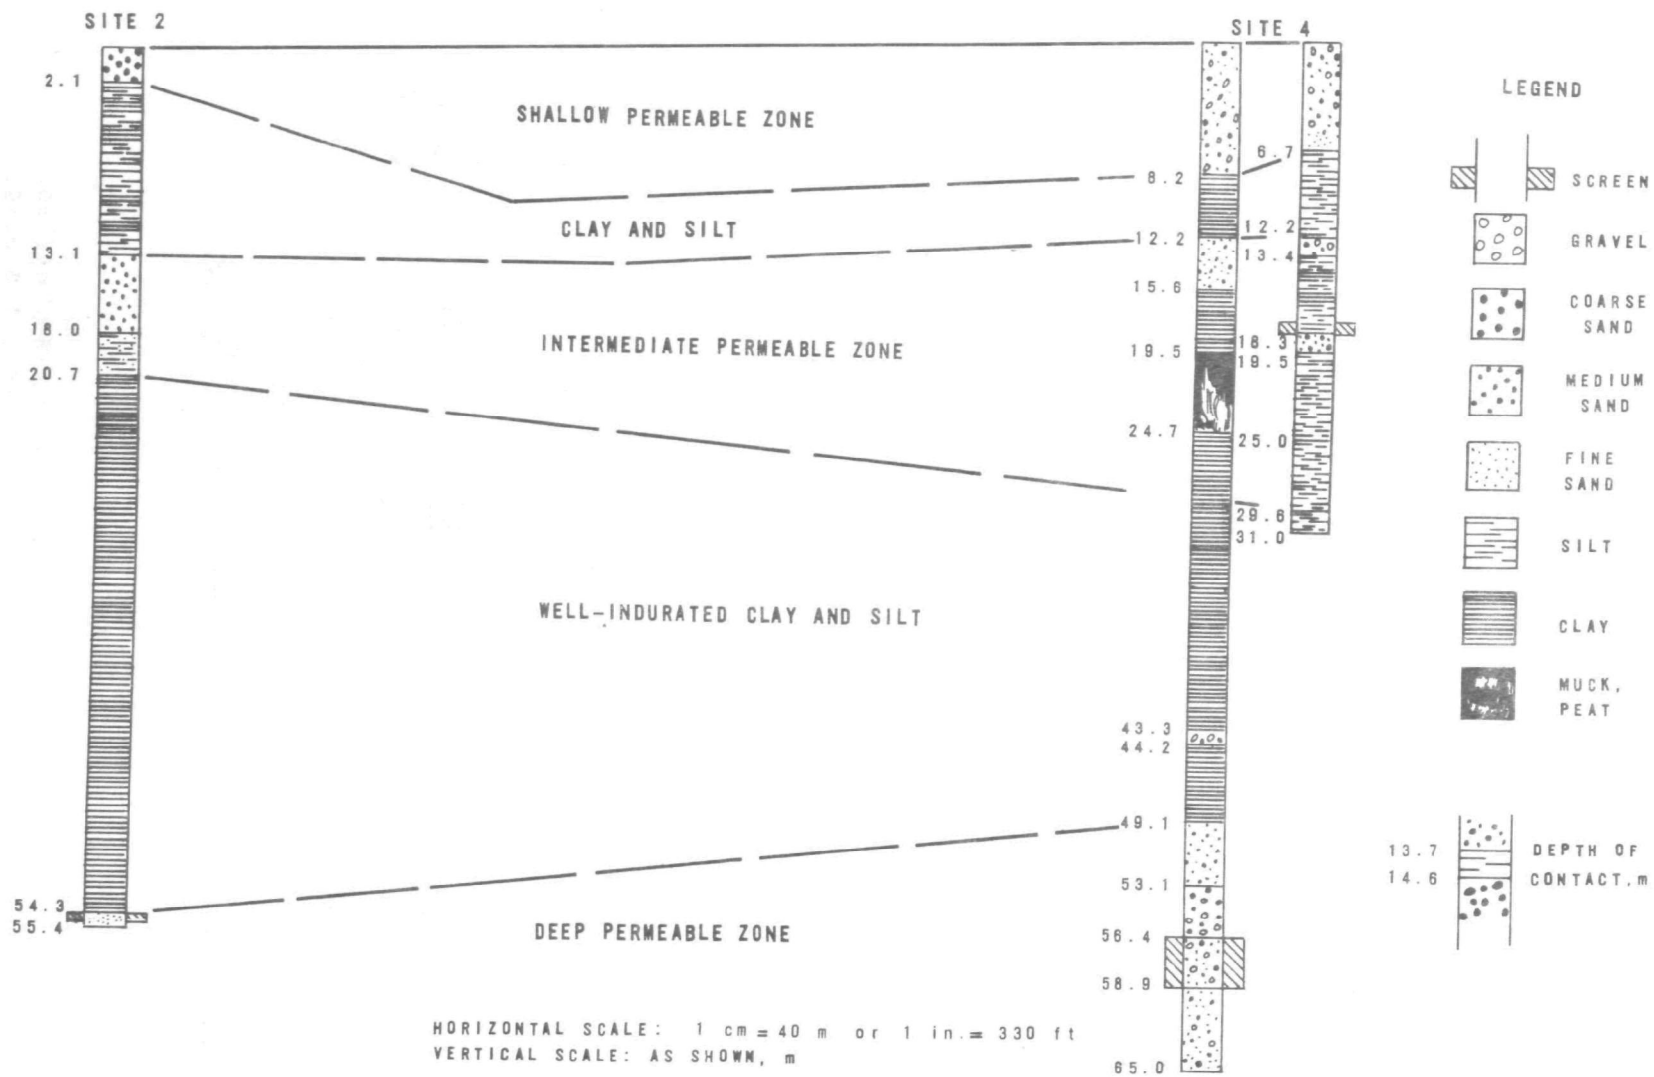 SITE 2
2.1
13.1
18.0
20.7
54.3
55.4
SHALLOW PERMEABLE ZONE
CLAY AND SILT
INTERMEDIATE PERMEABLE ZONE
WELL-INDURATED CLAY AND SILT
DEEP PERMEABLE ZONE
HORIZONTAL SCALE: 1 cm = 40 m or 1 in. = 330 ft
VERTICAL SCALE: AS SHOWN, m
SITE 4
8.2
12.2
15.6
19.5
24.7
43.3
44.2
49.1
53.1
56.4
58.9
65.0
6.7
12.2
13.4
18.3
19.5
25.0
29.6
31.0
LEGEND
SCREEN
GRAVEL
COARSE
SAND
MEDIUM
SAND
FINE
SAND
SILT
CLAY
MUCK,
PEAT
13.7
14.6
DEPTH OF
CONTACT, m